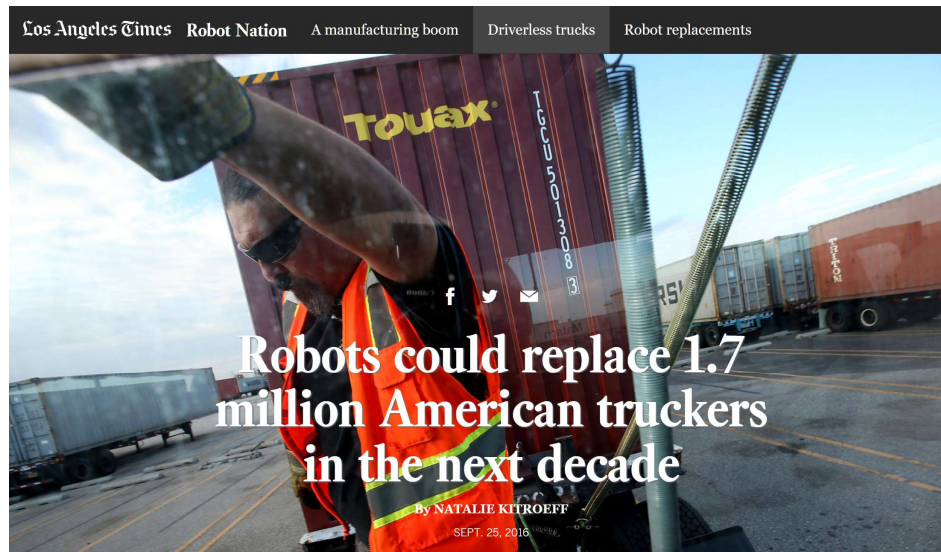 Los Angeles Times Robot Nation A manufacturing boom Driverless trucks Robot replacements
Touax
TGCU 501308 3
TRITON
Robots could replace 1.7
million American truckers
in the next decade
By NATALIE KITROEFF
SEPT. 25, 2016